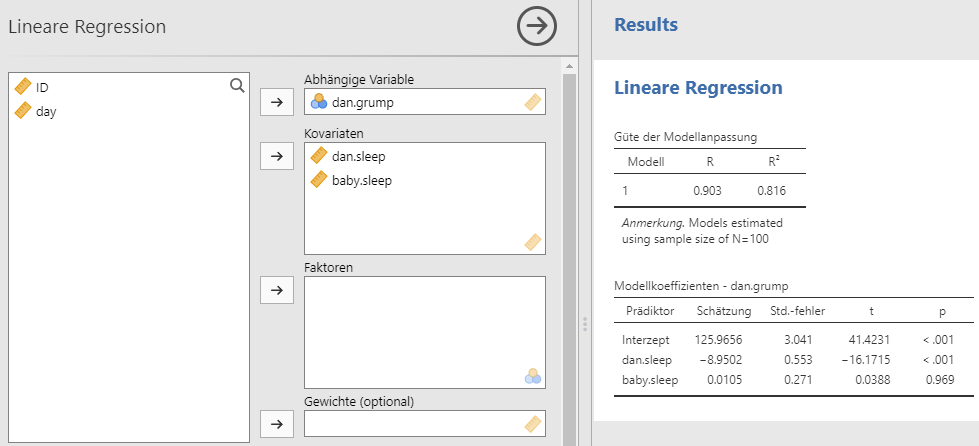 Lineare Regression
ID
day
Abhängige Variable
dan.grump
Kovariaten
dan.sleep
baby.sleep
Faktoren
Gewichte (optional)
Results
Lineare Regression
Güte der Modellanpassung
Modell R R²
1 0.903 0.816
Anmerkung. Models estimated
using sample size of N=100
Modellkoeffizienten - dan.grump
Prädiktor Schätzung Std.-fehler t p
Interzept 125.9656 3.041 41.4231 < .001
dan.sleep −8.9502 0.553 −16.1715 < .001
baby.sleep 0.0105 0.271 0.0388 0.969